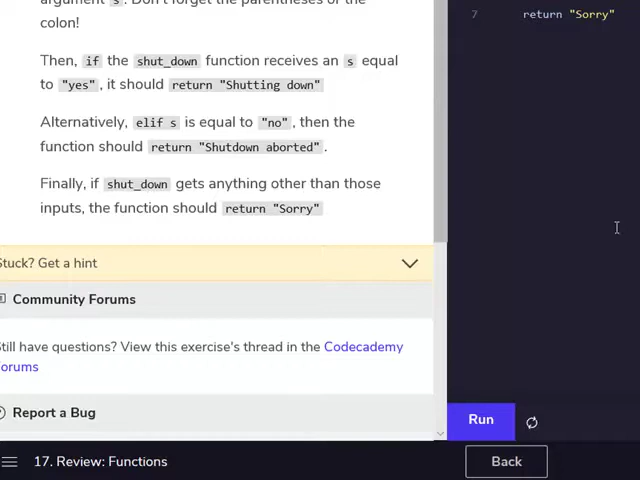 argument s. Don't forget the parentheses or the
colon!
Then, if the shut_down function receives an s equal
to "yes", it should return "Shutting down"
Alternatively, elif s is equal to "no", then the
function should return "Shutdown aborted".
Finally, if shut_down gets anything other than those
inputs, the function should return "Sorry"
Stuck? Get a hint
Community Forums
Still have questions? View this exercise's thread in the Codecademy
Forums
Report a Bug
7 return "Sorry"
Run
17. Review: Functions
Back